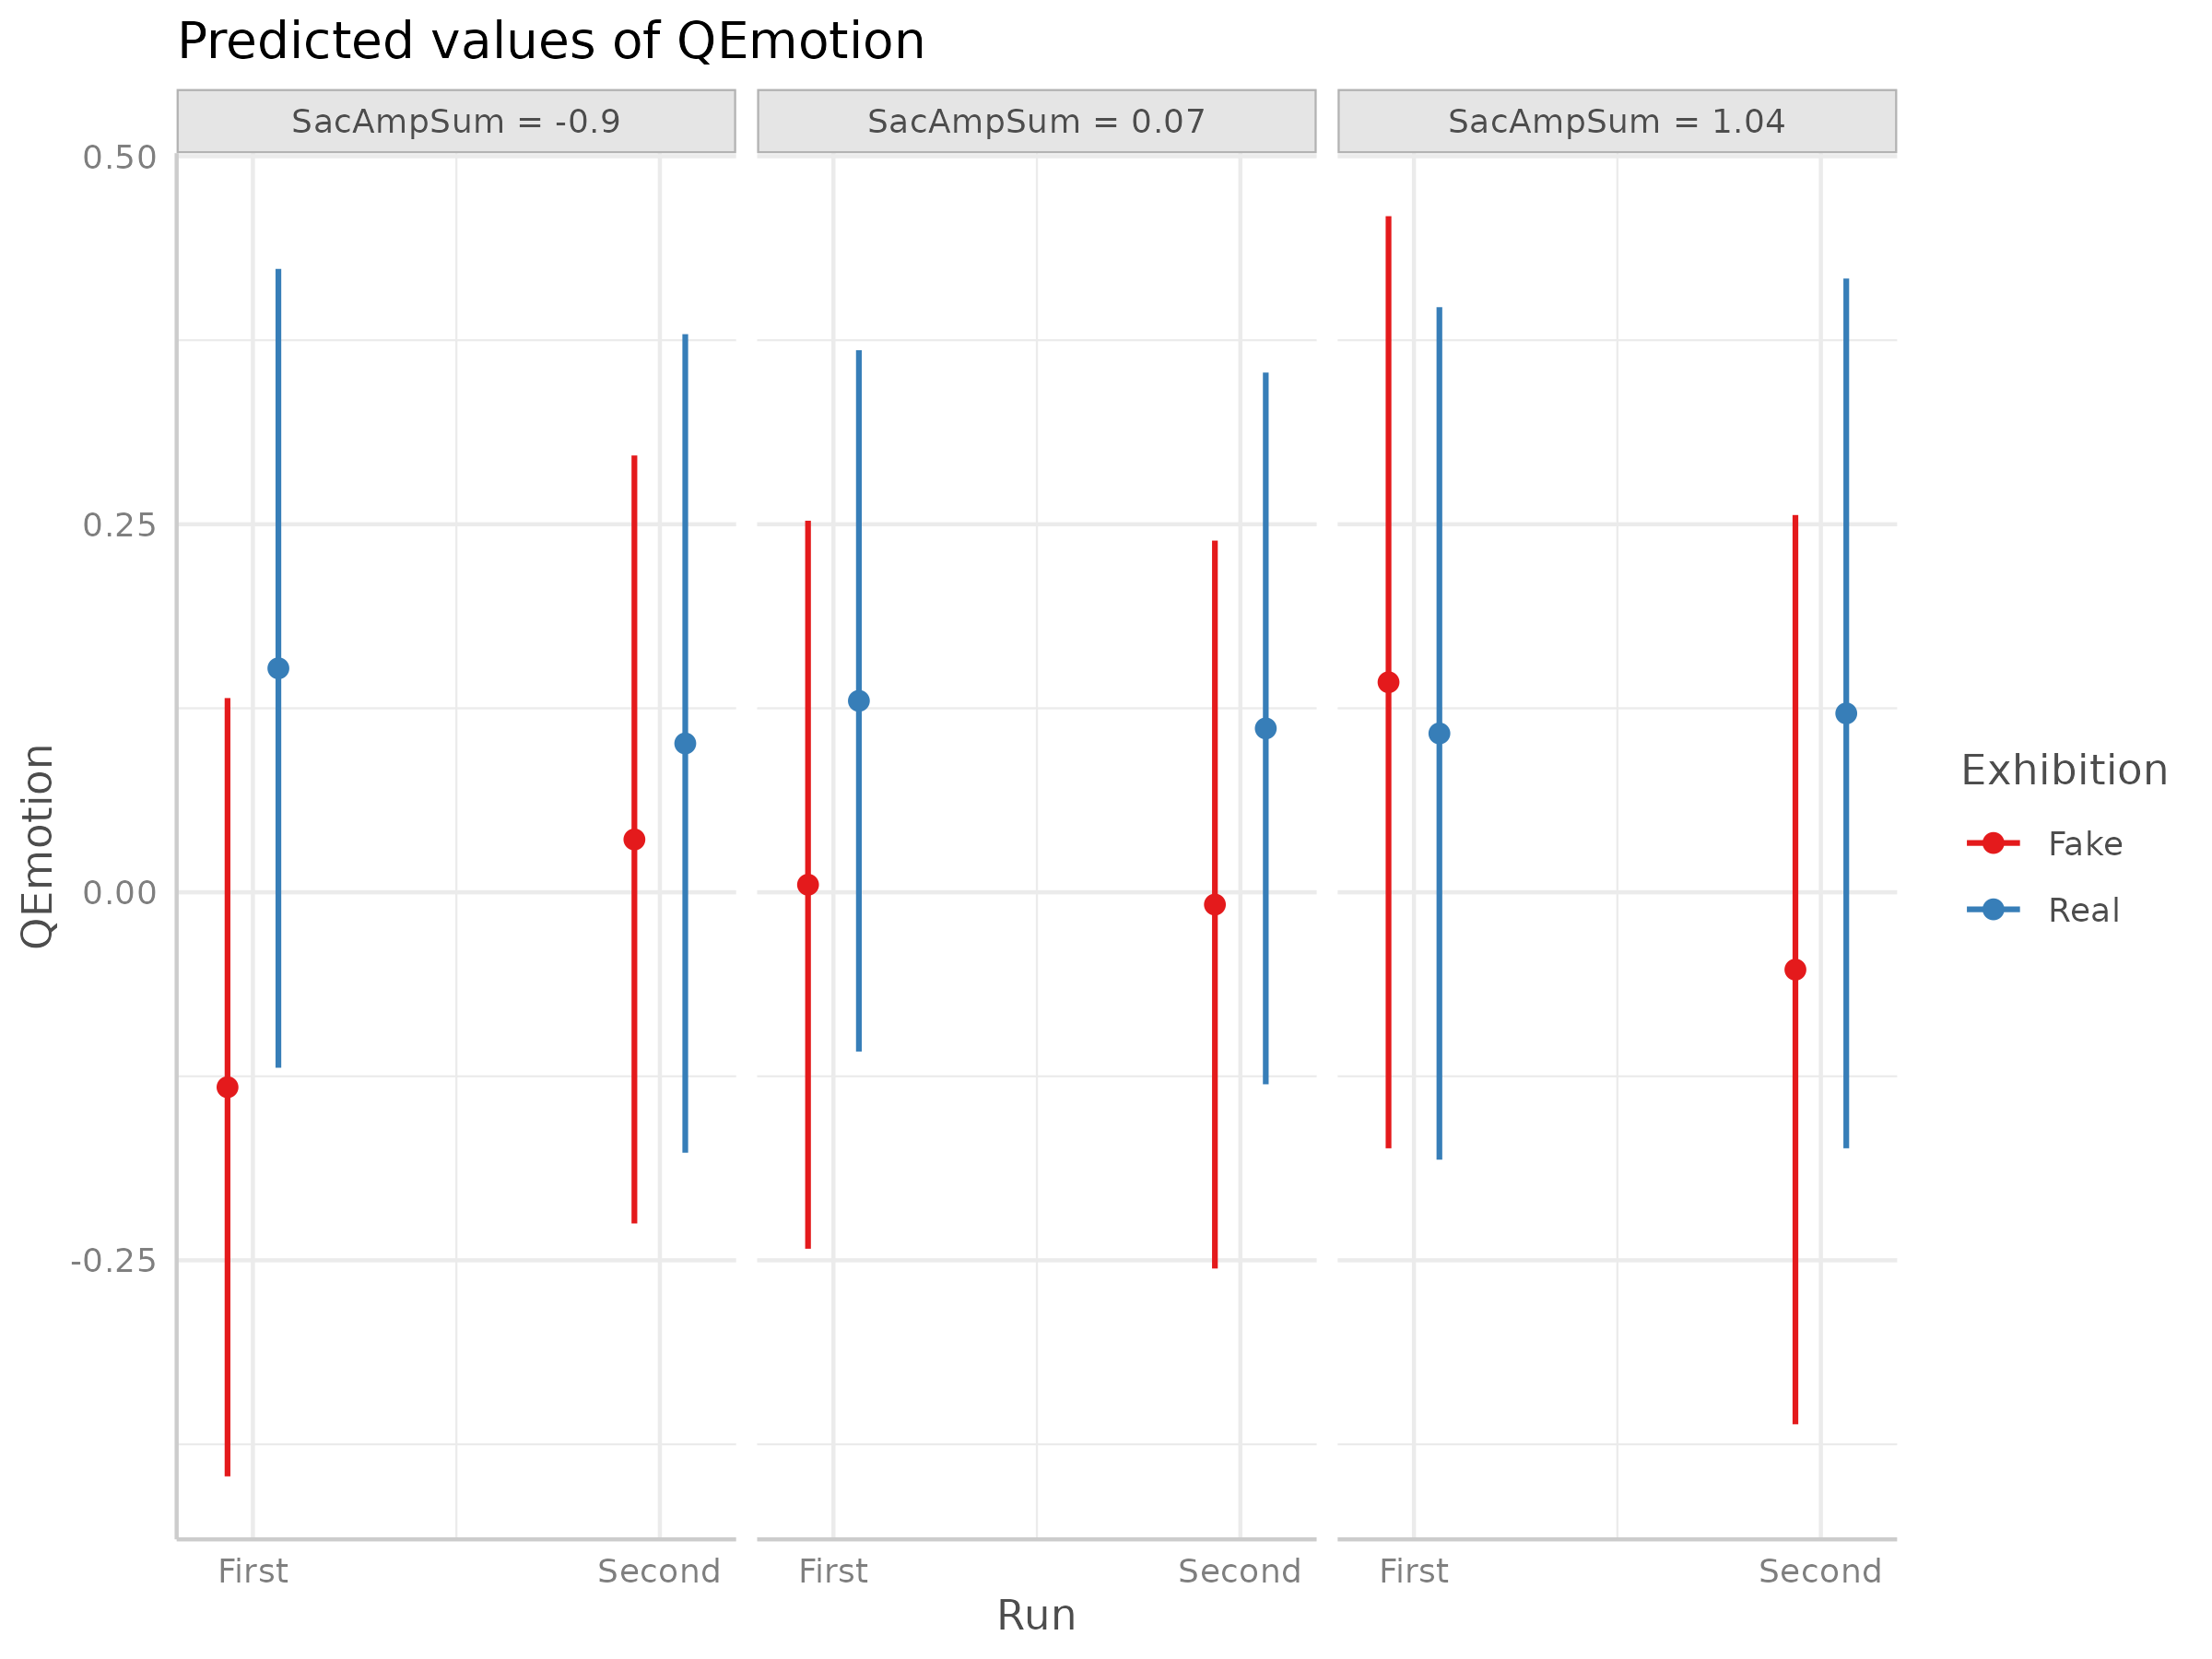 Predicted values of QEmotion
SacAmpSum = -0.9
SacAmpSum = 0.07
SacAmpSum = 1.04
0.50
0.25
0.00
-0.25
QEmotion
First
Second
First
Second
First
Second
Run
Exhibition
Fake
Real